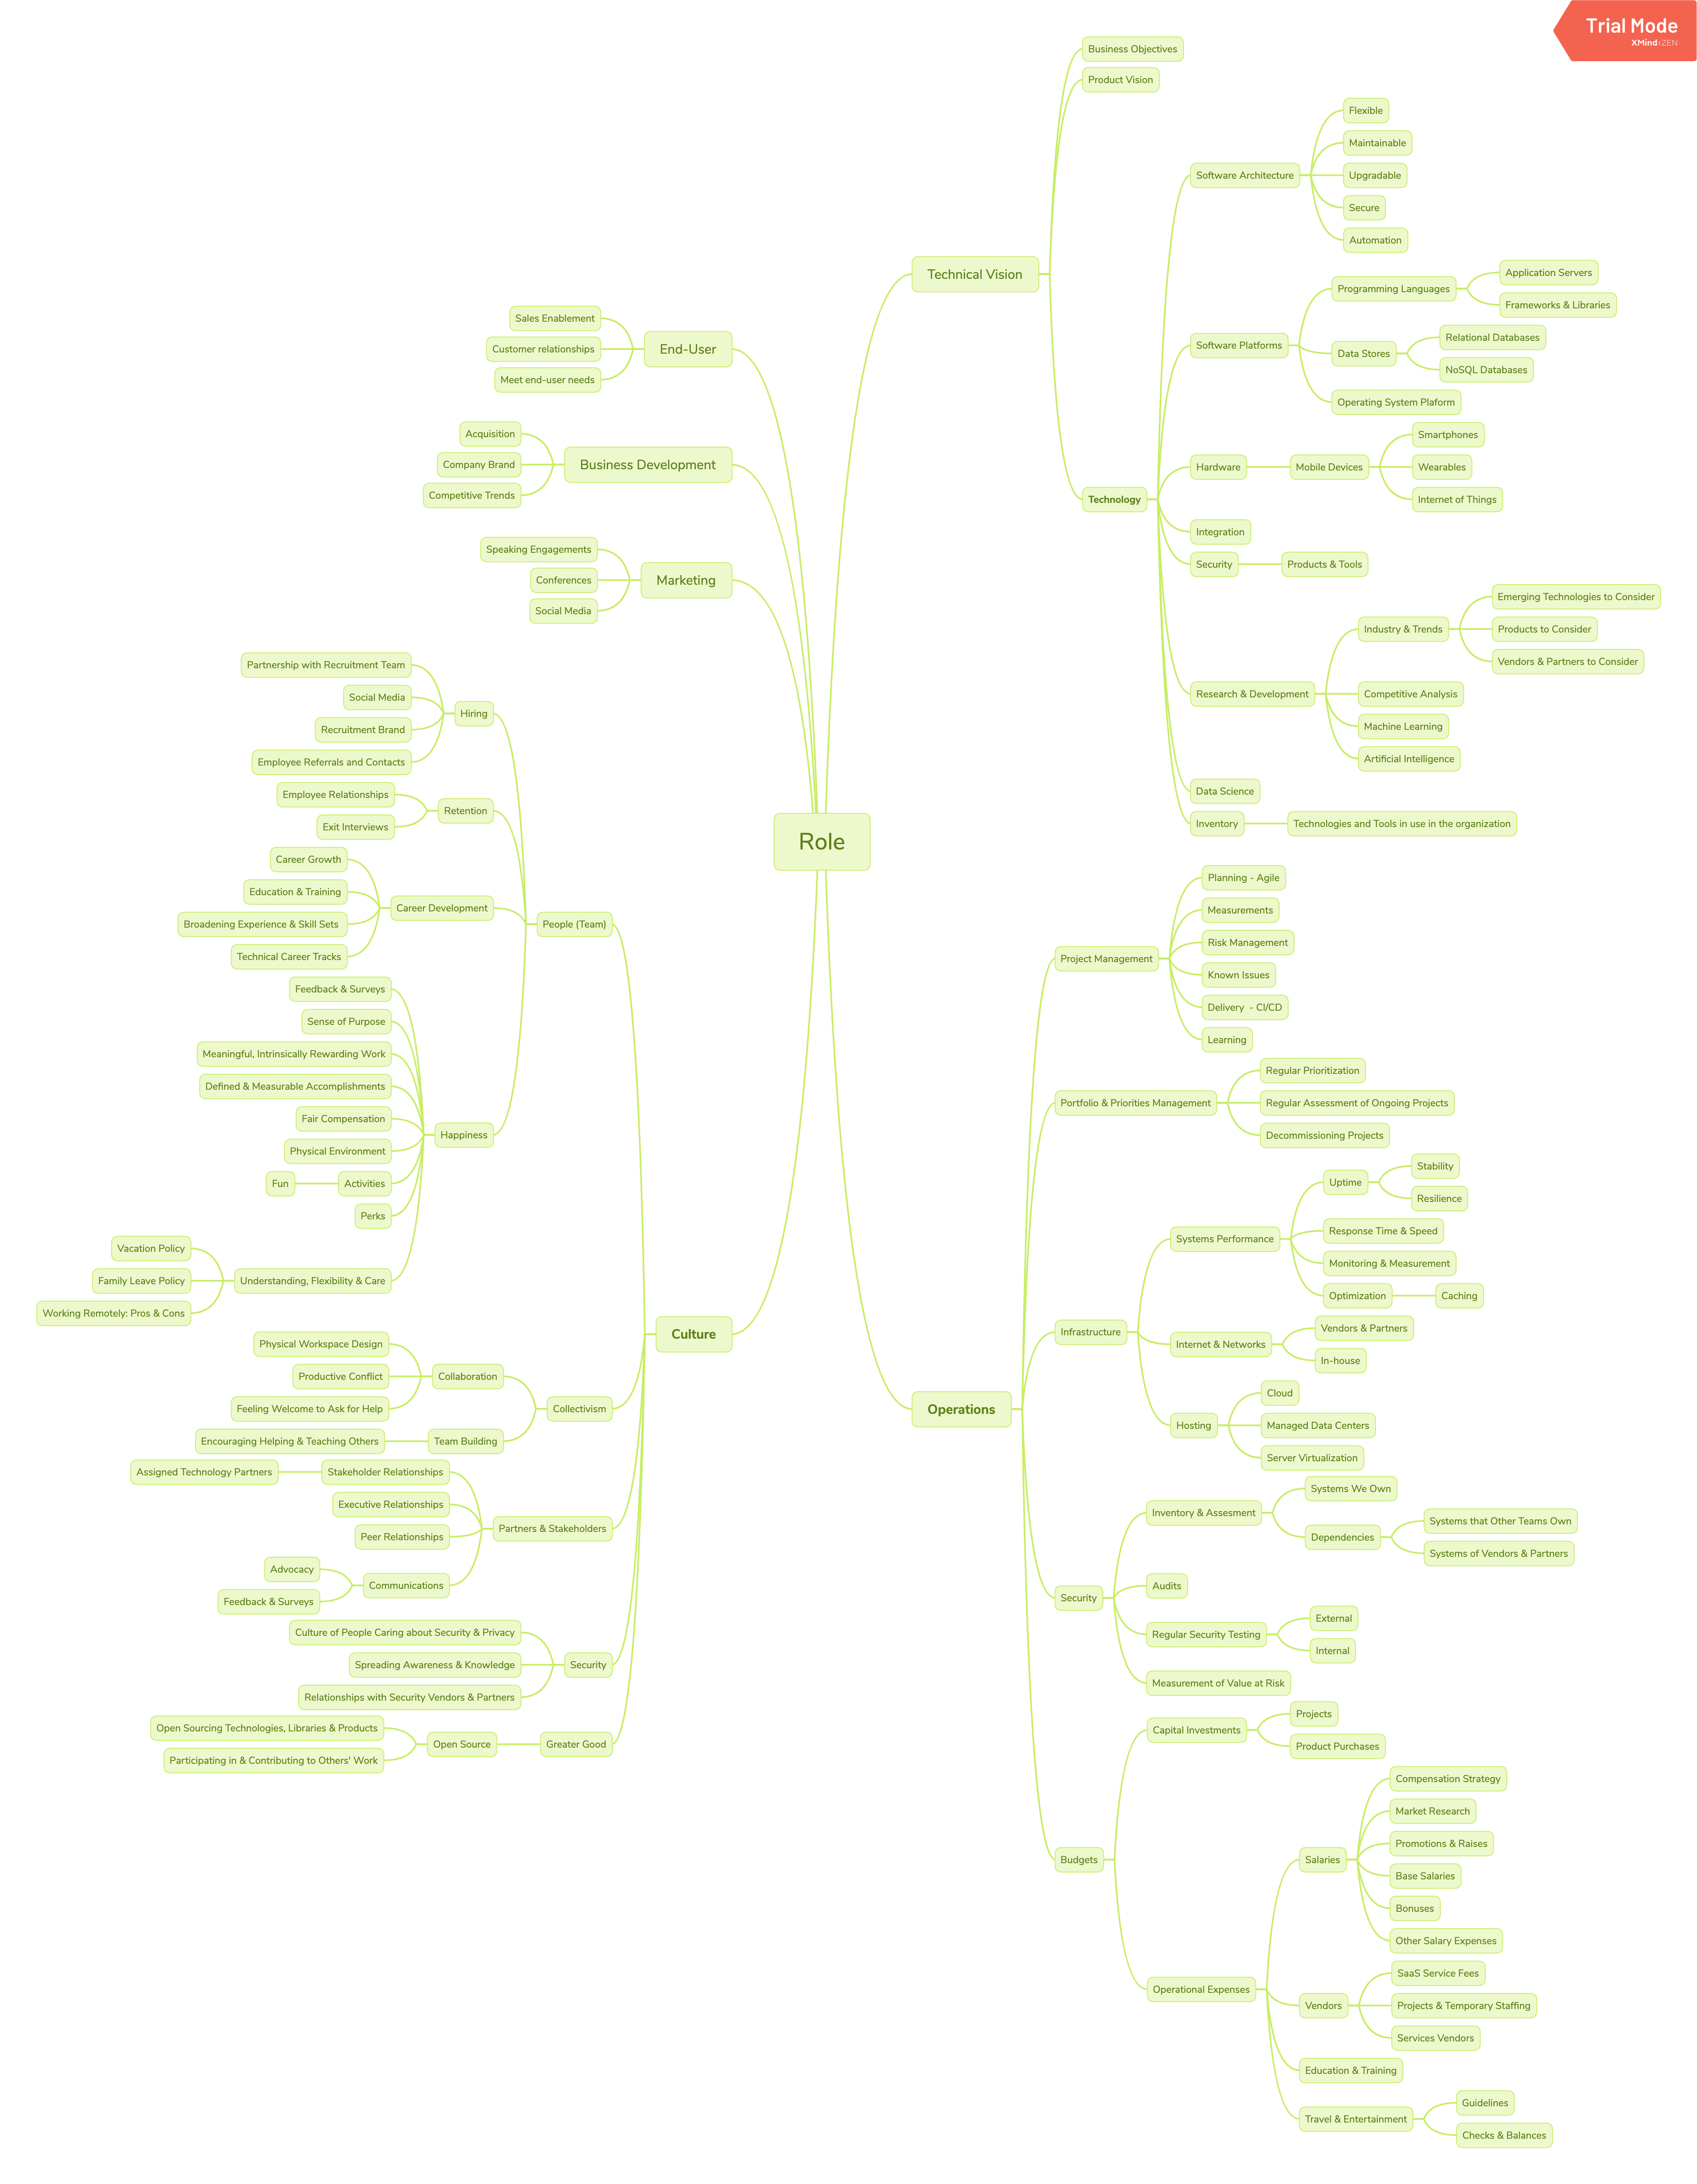 Trial Mode
XMind:ZEN
Role
Technical Vision
Business Objectives
Product Vision
Technology
Software Architecture
Flexible
Maintainable
Upgradable
Secure
Automation
Software Platforms
Programming Languages
Application Servers
Frameworks & Libraries
Data Stores
Relational Databases
NoSQL Databases
Operating System Plaform
Hardware
Mobile Devices
Smartphones
Wearables
Internet of Things
Integration
Security
Products & Tools
Research & Development
Industry & Trends
Emerging Technologies to Consider
Products to Consider
Vendors & Partners to Consider
Competitive Analysis
Machine Learning
Artificial Intelligence
Data Science
Inventory
Technologies and Tools in use in the organization
Operations
Project Management
Planning - Agile
Measurements
Risk Management
Known Issues
Delivery  - CI/CD
Learning
Portfolio & Priorities Management
Regular Prioritization
Regular Assessment of Ongoing Projects
Decommissioning Projects
Infrastructure
Systems Performance
Uptime
Stability
Resilience
Response Time & Speed
Monitoring & Measurement
Optimization
Caching
Internet & Networks
Vendors & Partners
In-house
Hosting
Cloud
Managed Data Centers
Server Virtualization
Security
Inventory & Assesment
Systems We Own
Dependencies
Systems that Other Teams Own
Systems of Vendors & Partners
Audits
Regular Security Testing
External
Internal
Measurement of Value at Risk
Budgets
Capital Investments
Projects
Product Purchases
Operational Expenses
Salaries
Compensation Strategy
Market Research
Promotions & Raises
Base Salaries
Bonuses
Other Salary Expenses
Vendors
SaaS Service Fees
Projects & Temporary Staffing
Services Vendors
Education & Training
Travel & Entertainment
Guidelines
Checks & Balances
End-User
Sales Enablement
Customer relationships
Meet end-user needs
Business Development
Acquisition
Company Brand
Competitive Trends
Marketing
Speaking Engagements
Conferences
Social Media
Culture
People (Team)
Hiring
Partnership with Recruitment Team
Social Media
Recruitment Brand
Employee Referrals and Contacts
Retention
Employee Relationships
Exit Interviews
Career Development
Career Growth
Education & Training
Broadening Experience & Skill Sets
Technical Career Tracks
Happiness
Feedback & Surveys
Sense of Purpose
Meaningful, Intrinsically Rewarding Work
Defined & Measurable Accomplishments
Fair Compensation
Physical Environment
Activities
Fun
Perks
Understanding, Flexibility & Care
Vacation Policy
Family Leave Policy
Working Remotely: Pros & Cons
Collectivism
Collaboration
Physical Workspace Design
Productive Conflict
Feeling Welcome to Ask for Help
Team Building
Encouraging Helping & Teaching Others
Partners & Stakeholders
Stakeholder Relationships
Assigned Technology Partners
Executive Relationships
Peer Relationships
Communications
Advocacy
Feedback & Surveys
Security
Culture of People Caring about Security & Privacy
Spreading Awareness & Knowledge
Relationships with Security Vendors & Partners
Greater Good
Open Source
Open Sourcing Technologies, Libraries & Products
Participating in & Contributing to Others' Work